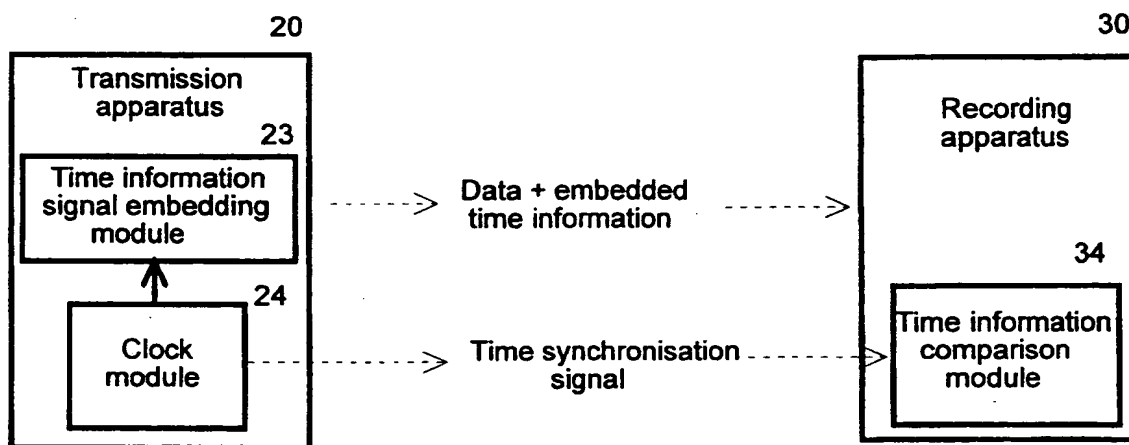 20
30
Transmission
apparatus
23
Time information
signal embedding
module
24
Clock
module
Data + embedded
time information
Time synchronisation
signal
Recording
apparatus
34
Time information
comparison
module